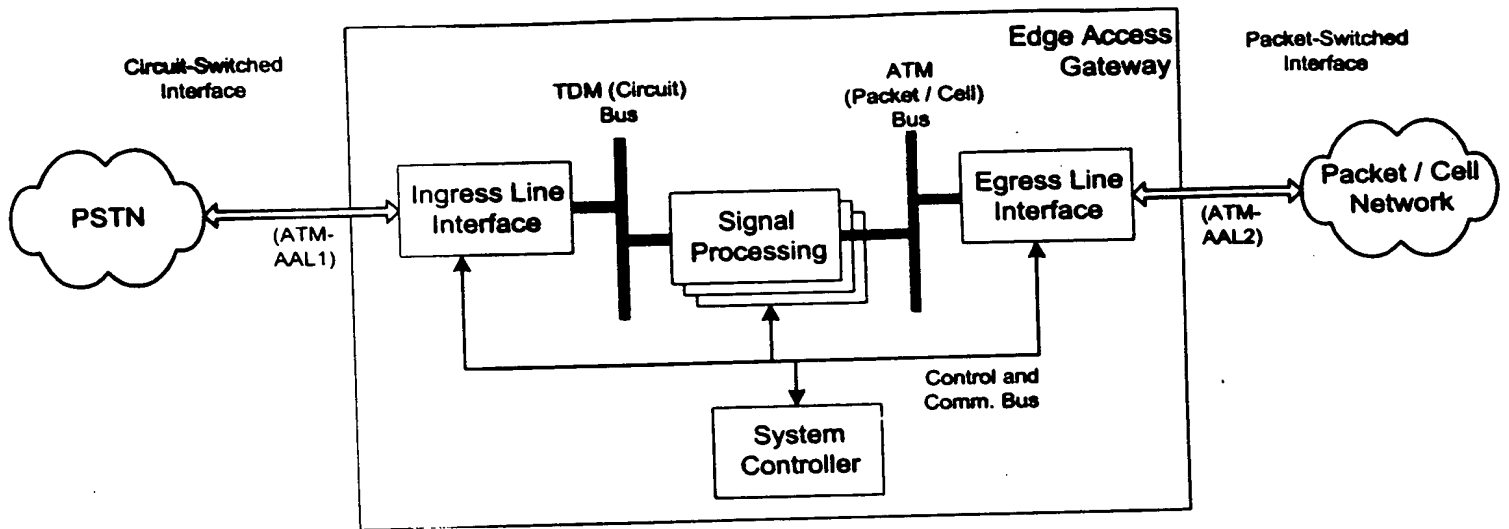 Edge Access
Gateway
Circuit-Switched
Interface
Packet-Switched
Interface
TDM (Circuit)
Bus
ATM
(Packet / Cell)
Bus
PSTN
(ATM-
AAL1)
Ingress Line
Interface
Signal
Processing
Egress Line
Interface
(ATM-
AAL2)
Packet / Cell
Network
Control and
Comm. Bus
System
Controller